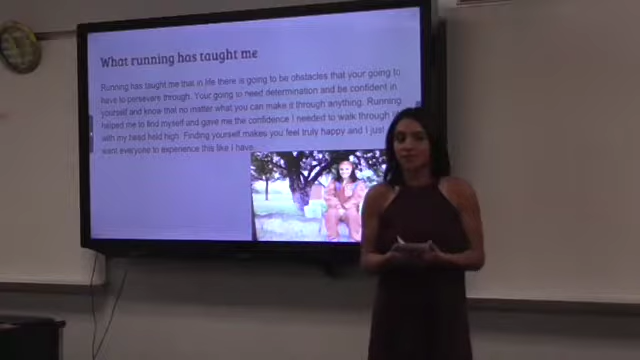 What running has taught me
Running has taught me that in life there is going to be obstacles that your going to
have to persevere through. Your going to need determination and be confident in
yourself and know that no matter what you can make it through anything. Running
helped me to find myself and gave me the confidence I needed to walk through
with my head held high. Finding yourself makes you feel truly happy and I just
want everyone to experience this like I have.